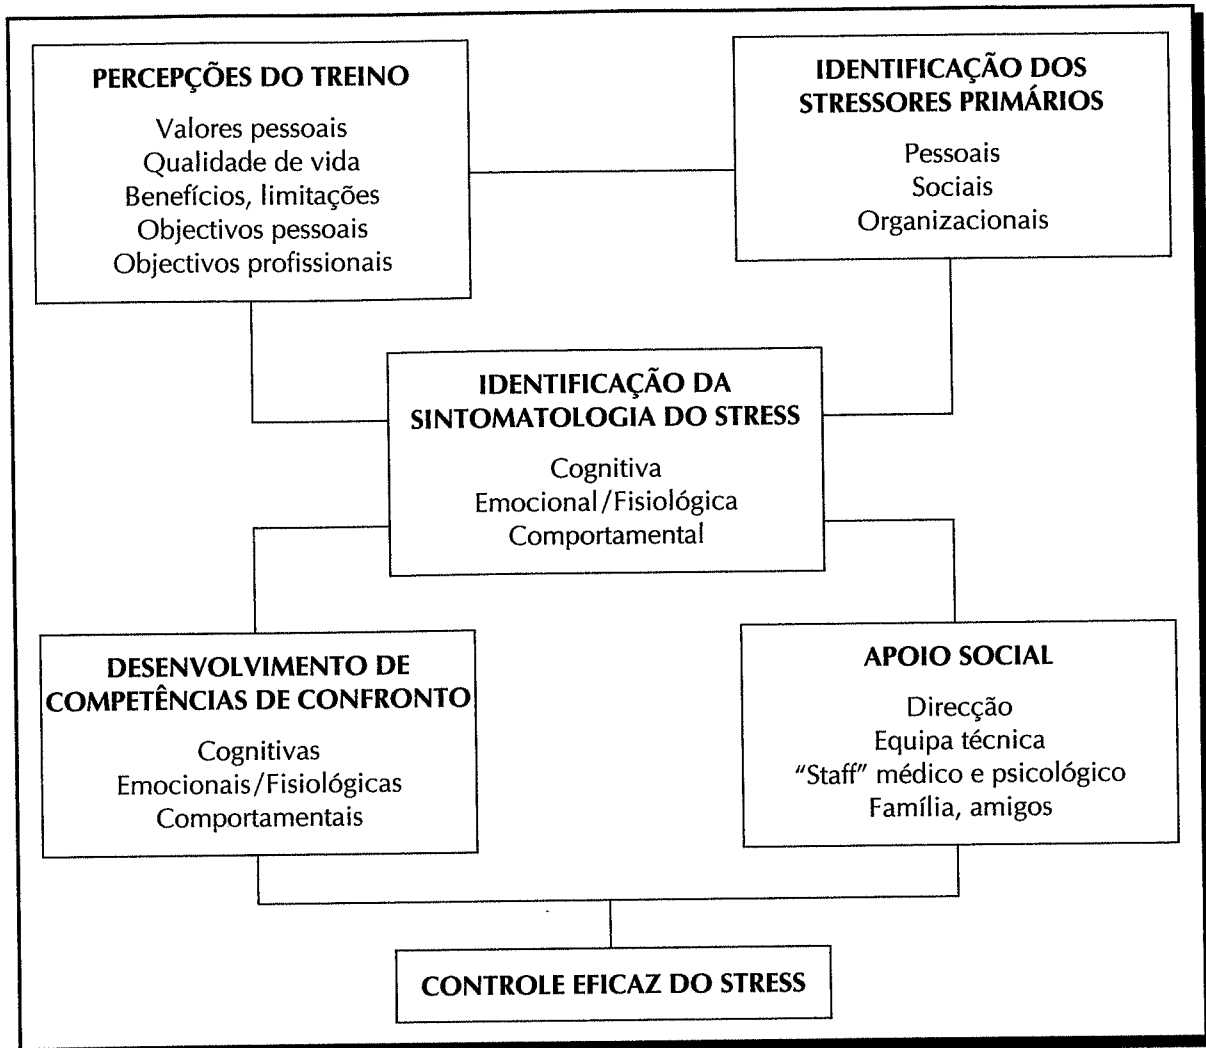 PERCEPÇÕES DO TREINO
Valores pessoais
Qualidade de vida
Benefícios, limitações
Objectivos pessoais
Objectivos profissionais
IDENTIFICAÇÃO DOS
STRESSORES PRIMÁRIOS
Pessoais
Sociais
Organizacionais
IDENTIFICAÇÃO DA
SINTOMATOLOGIA DO STRESS
Cognitiva
Emocional/Fisiológica
Comportamental
DESENVOLVIMENTO DE
COMPETÊNCIAS DE CONFRONTO
Cognitivas
Emocionais/Fisiológicas
Comportamentais
APOIO SOCIAL
Direcção
Equipa técnica
“Staff” médico e psicológico
Família, amigos
CONTROLE EFICAZ DO STRESS